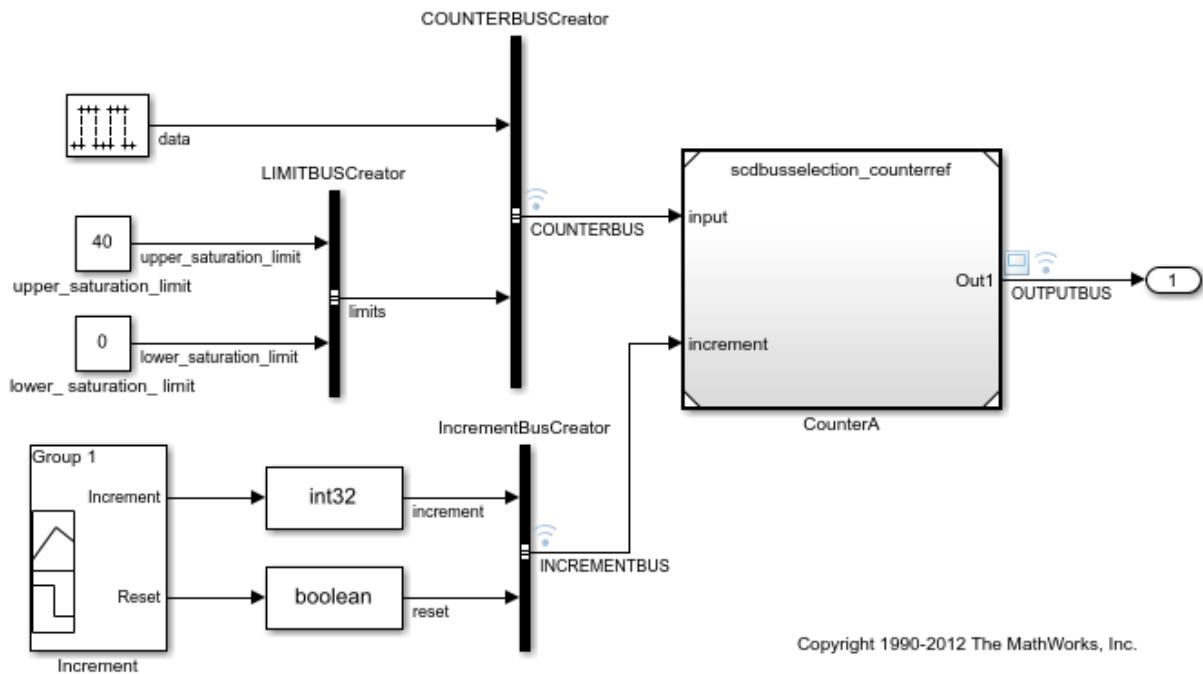 COUNTERBUSCreator
data
LIMITBUSCreator
scdbusselection_counterref
input
40
upper_saturation_limit
COUNTERBUS
upper_saturation_limit
Out1
1
OUTPUTBUS
limits
0
increment
lower_saturation_limit
lower_ saturation_ limit
CounterA
IncrementBusCreator
Group 1
Increment
int32
increment
INCREMENTBUS
Reset
boolean
reset
Copyright 1990-2012 The MathWorks, Inc.
Increment